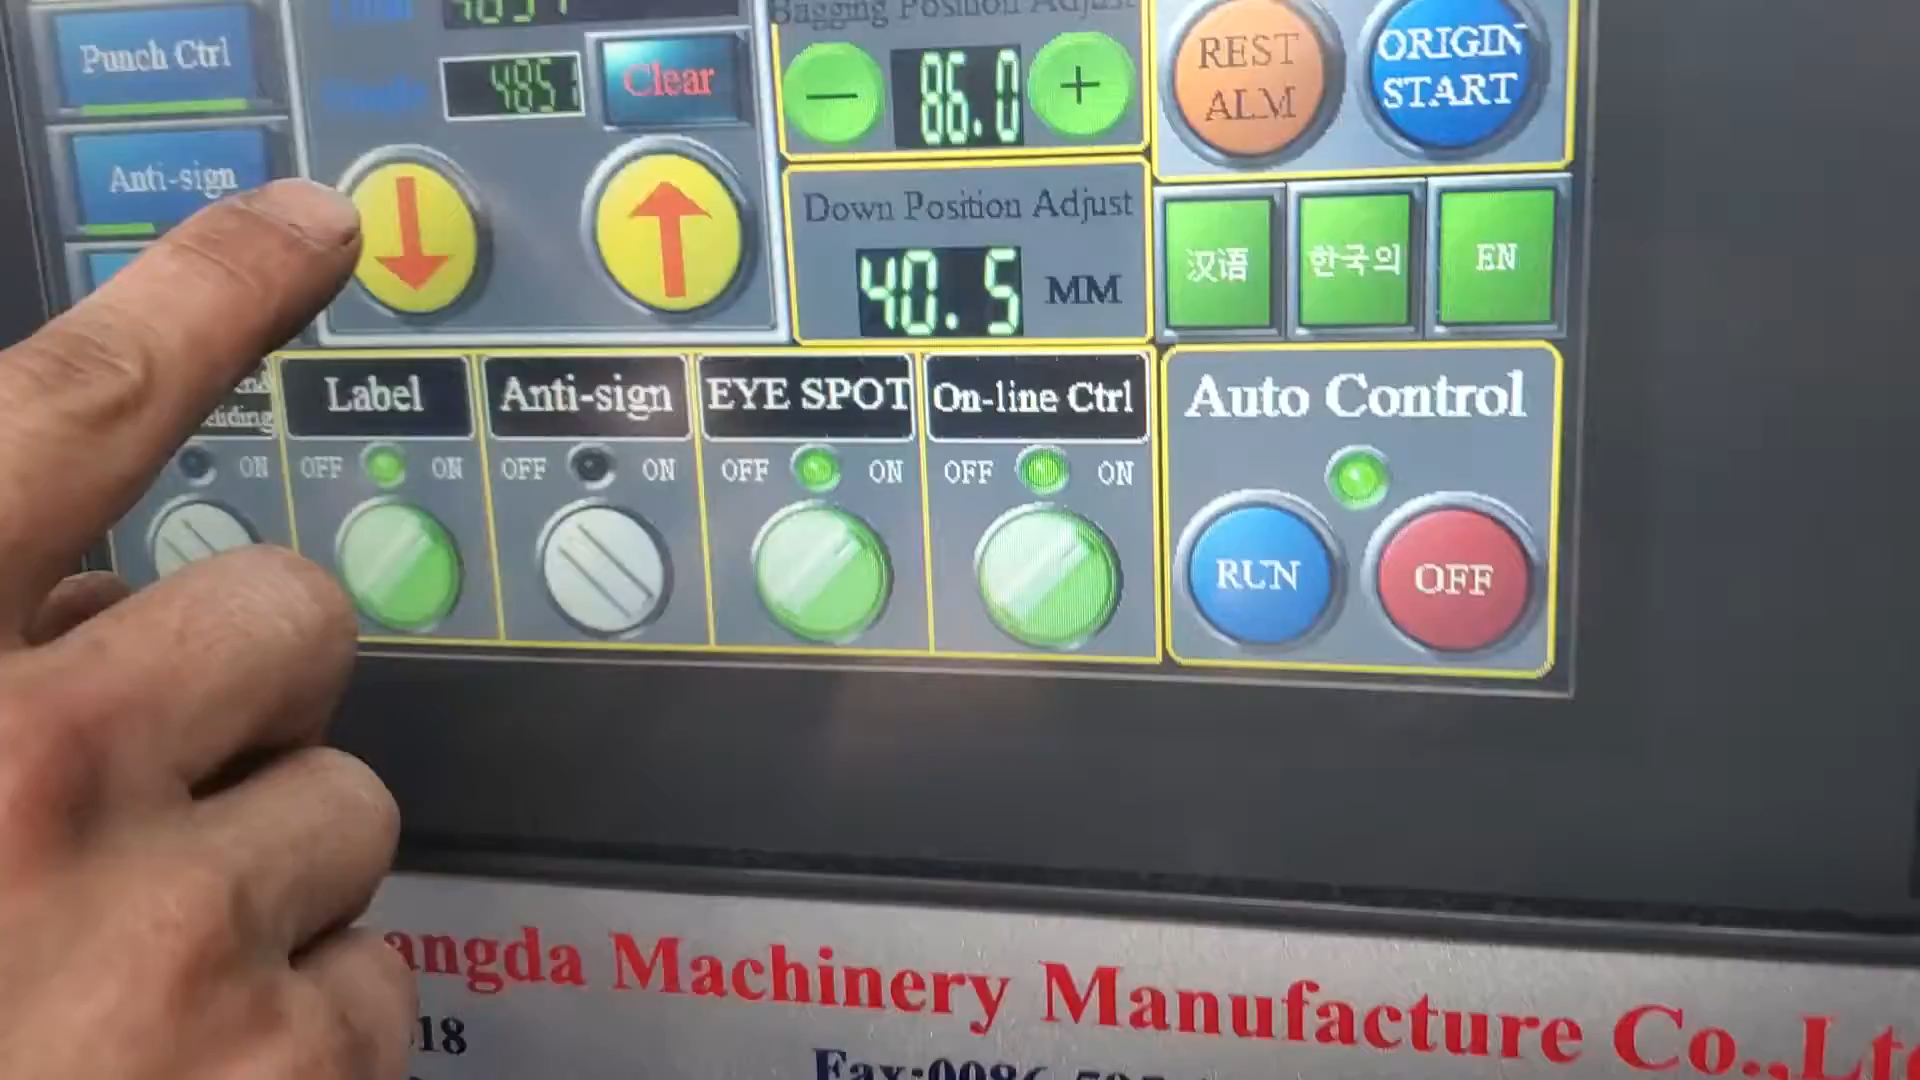 Punch Ctrl
4851
Clear
Bagging Position Adjust
86.0
REST
ALM
ORIGIN
START
Anti-sign
Down Position Adjust
40.5 MM
汉语
한국의
EN
Label
Anti-sign
EYE SPOT
On-line Ctrl
Auto Control
ON
OFF ON
OFF ON
OFF ON
OFF ON
RUN
OFF
angda Machinery Manufacture Co.,Lt
18
Fax:0086